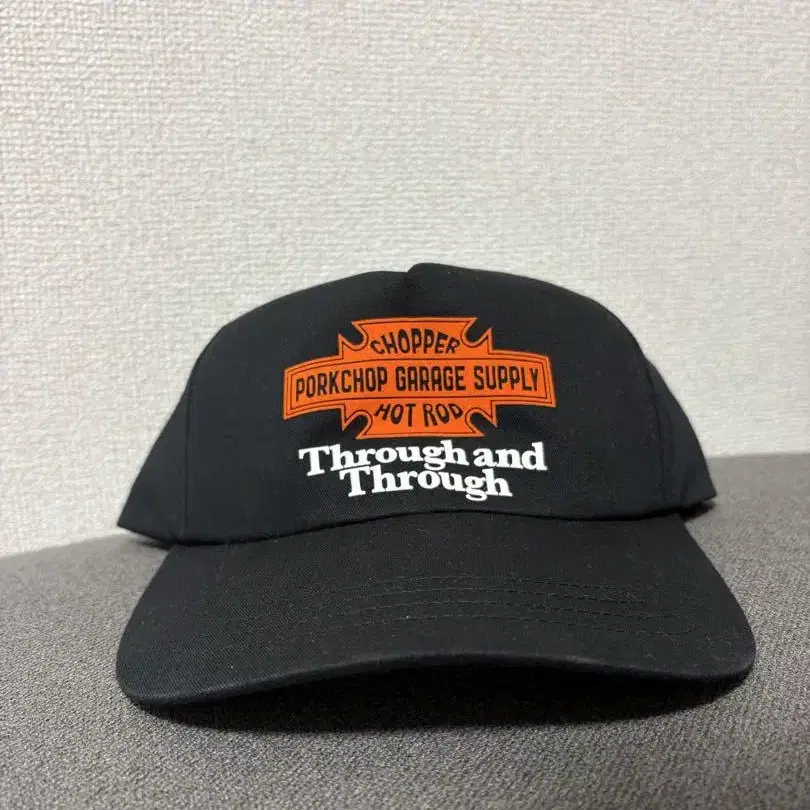 CHOPPER
PORKCHOP GARAGE SUPPLY
HOT ROD
Through and
Through